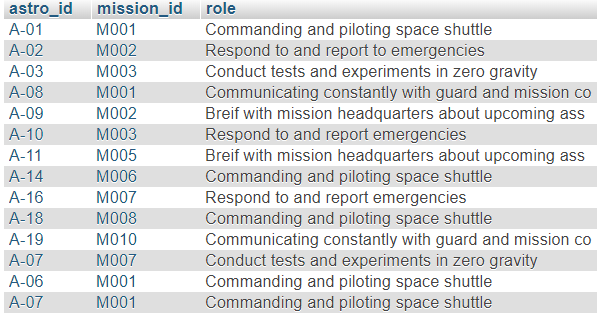 astro_id mission_id role
A-01 M001 Commanding and piloting space shuttle
A-02 M002 Respond to and report to emergencies
A-03 M003 Conduct tests and experiments in zero gravity
A-08 M001 Communicating constantly with guard and mission co
A-09 M002 Breif with mission headquarters about upcoming ass
A-10 M003 Respond to and report emergencies
A-11 M005 Breif with mission headquarters about upcoming ass
A-14 M006 Commanding and piloting space shuttle
A-16 M007 Respond to and report emergencies
A-18 M008 Commanding and piloting space shuttle
A-19 M010 Communicating constantly with guard and mission co
A-07 M007 Conduct tests and experiments in zero gravity
A-06 M001 Commanding and piloting space shuttle
A-07 M001 Commanding and piloting space shuttle